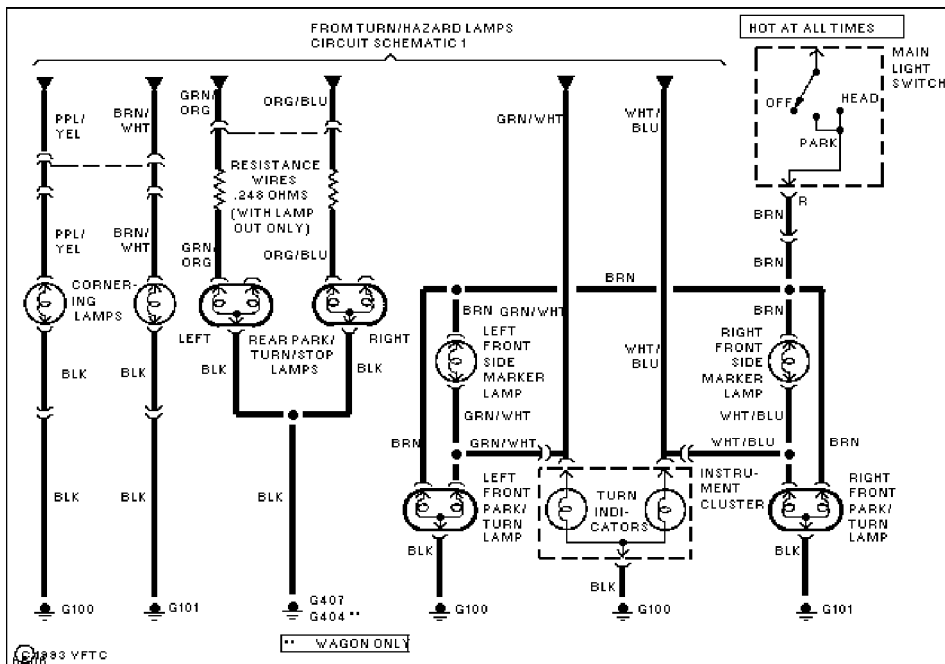 FROM TURN/HAZARD LAMPS
CIRCUIT SCHEMATIC 1
HOT AT ALL TIMES
MAIN
LIGHT
SWITCH
OFF
HEAD
PARK
R
PPL/
YEL
BRN/
WHT
GRN/
ORG
ORG/BLU
GRN/WHT
WHT/
BLU
RESISTANCE
WIRES
.248 OHMS
(WITH LAMP
OUT ONLY)
BRN
BRN
PPL/
YEL
BRN/
WHT
GRN/
ORG
ORG/BLU
BRN
CORNER-
ING
LAMPS
LEFT
REAR PARK/
TURN/STOP
LAMPS
RIGHT
BRN
GRN/WHT
BRN
LEFT
FRONT
SIDE
MARKER
LAMP
WHT/
BLU
RIGHT
FRONT
SIDE
MARKER
LAMP
BLK
BLK
BLK
BLK
GRN/WHT
WHT/BLU
BRN
GRN/WHT
WHT/BLU
BRN
BLK
BLK
BLK
LEFT
FRONT
PARK/
TURN
LAMP
TURN
INDI-
CATORS
INSTRU-
MENT
CLUSTER
RIGHT
FRONT
PARK/
TURN
LAMP
BLK
BLK
BLK
G100
G101
G407
G404 **
G100
G100
G101
** WAGON ONLY
1993 VFTC